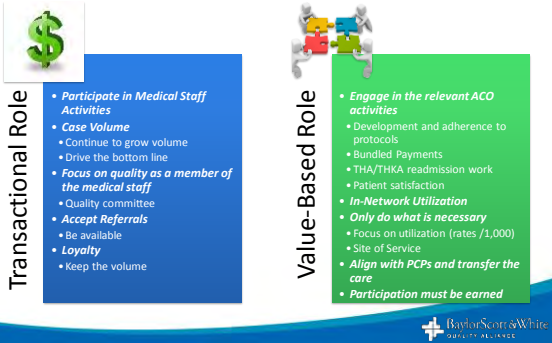 Transactional Role
• Participate in Medical Staff
Activities
• Case Volume
• Continue to grow volume
• Drive the bottom line
• Focus on quality as a member of
the medical staff
• Quality committee
• Accept Referrals
• Be available
• Loyalty
• Keep the volume
Value-Based Role
• Engage in the relevant ACO
activities
• Development and adherence to
protocols
• Bundled Payments
• THA/THKA readmission work
• Patient satisfaction
• In-Network Utilization
• Only do what is necessary
• Focus on utilization (rates /1,000)
• Site of Service
• Align with PCPs and transfer the
care
• Participation must be earned
BaylorScott&White
QUALITY ALLIANCE